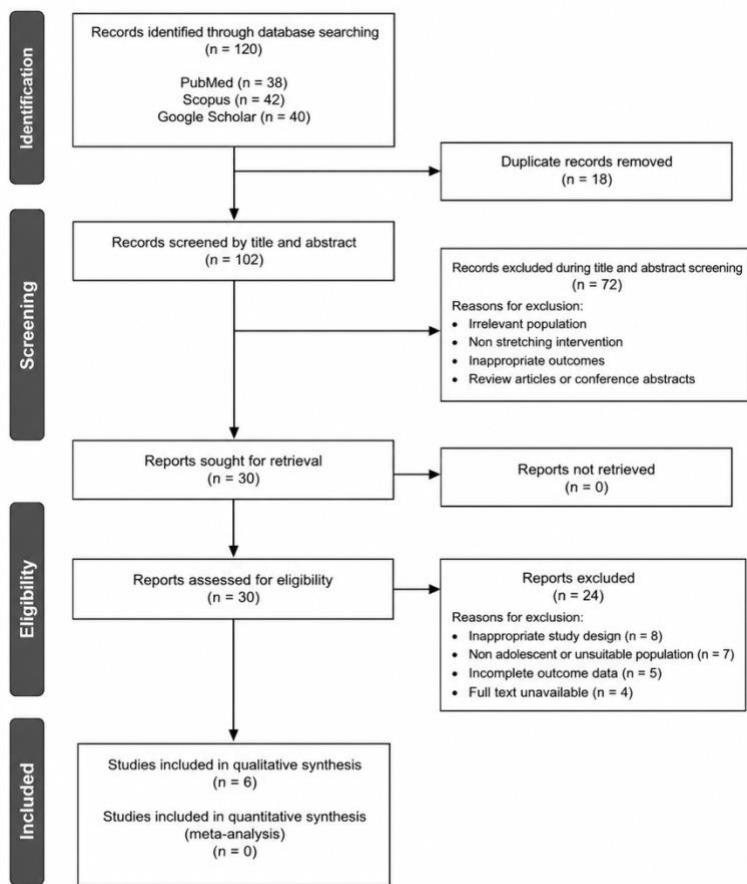 Identification
Records identified through database searching
(n = 120)
PubMed (n = 38)
Scopus (n = 42)
Google Scholar (n = 40)
Duplicate records removed
(n = 18)
Screening
Records screened by title and abstract
(n = 102)
Records excluded during title and abstract screening
(n = 72)
Reasons for exclusion:
• Irrelevant population
• Non stretching intervention
• Inappropriate outcomes
• Review articles or conference abstracts
Reports sought for retrieval
(n = 30)
Reports not retrieved
(n = 0)
Eligibility
Reports assessed for eligibility
(n = 30)
Reports excluded
(n = 24)
Reasons for exclusion:
• Inappropriate study design (n = 8)
• Non adolescent or unsuitable population (n = 7)
• Incomplete outcome data (n = 5)
• Full text unavailable (n = 4)
Included
Studies included in qualitative synthesis
(n = 6)
Studies included in quantitative synthesis
(meta-analysis)
(n = 0)